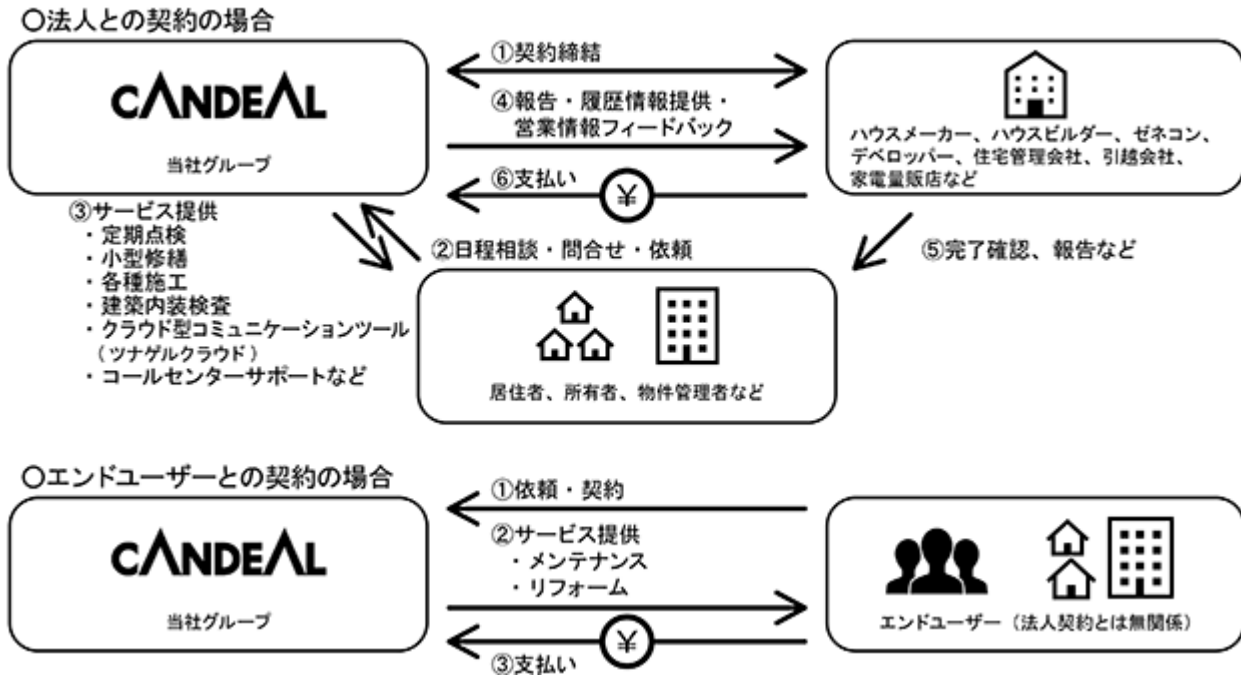 〇法人との契約の場合
CANDEAL
当社グループ
①契約締結
④報告・履歴情報提供・
営業情報フィードバック
⑥支払い
¥
ハウスメーカー、ハウスビルダー、ゼネコン、
デベロッパー、住宅管理会社、引越会社、
家電量販店など
③サービス提供
・定期点検
・小型修繕
・各種施工
・建築内装検査
・クラウド型コミュニケーションツール
（ツナゲルクラウド）
・コールセンターサポートなど
②日程相談・問合せ・依頼
⑤完了確認、報告など
居住者、所有者、物件管理者など
〇エンドユーザーとの契約の場合
CANDEAL
当社グループ
①依頼・契約
②サービス提供
・メンテナンス
・リフォーム
¥
③支払い
エンドユーザー（法人契約とは無関係）